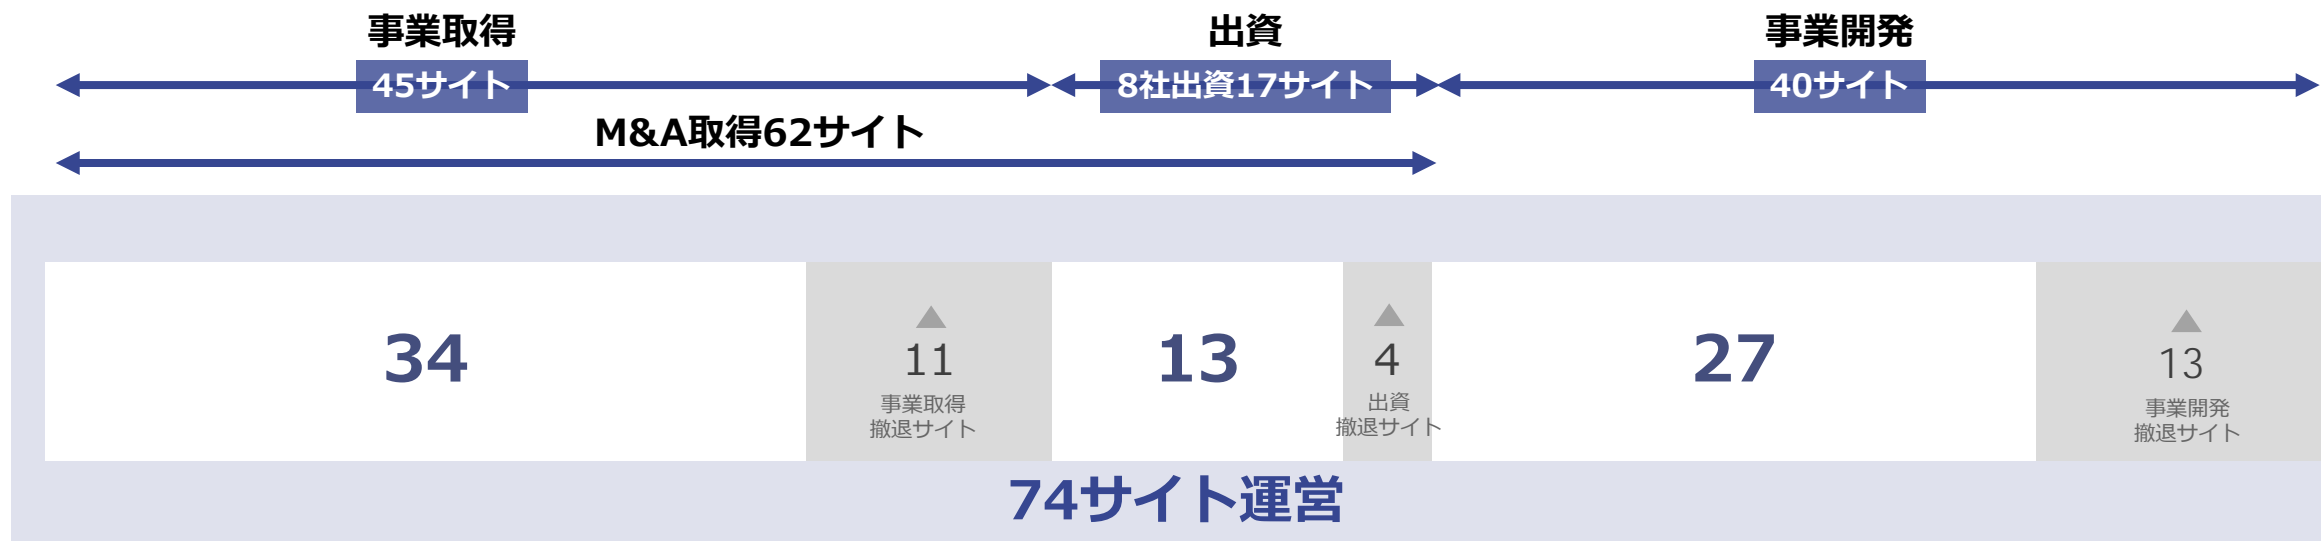 事業取得
出資
事業開発
45サイト
8社出資17サイト
40サイト
M&A取得62サイト
34
▲
11
事業取得
撤退サイト
13
▲
4
出資
撤退サイト
27
▲
13
事業開発
撤退サイト
74サイト運営